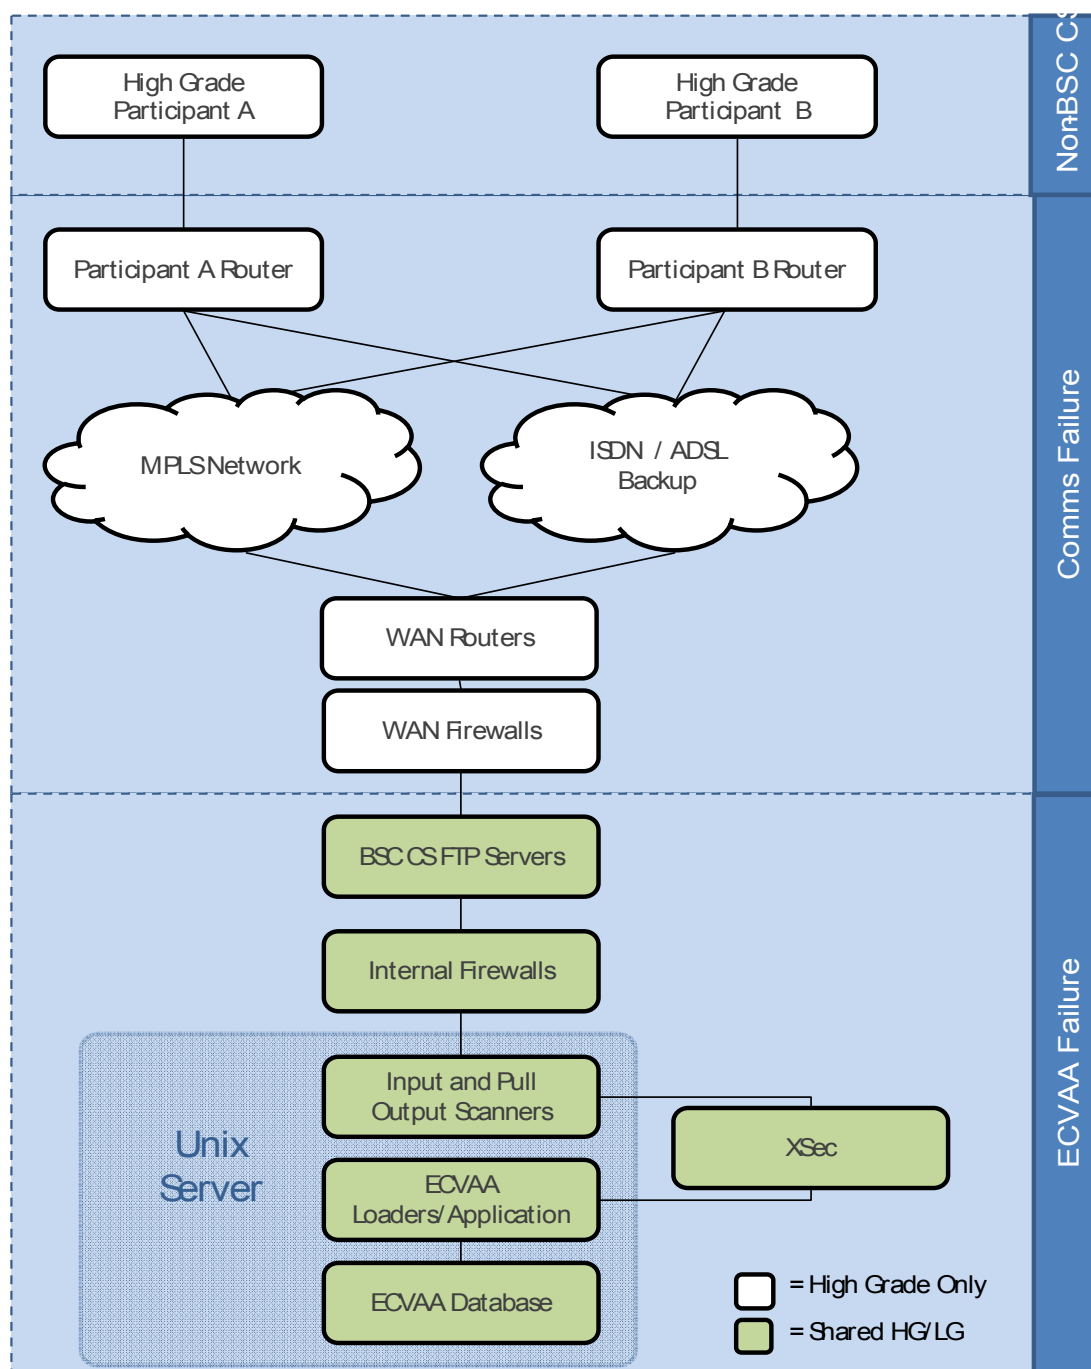 High Grade
Participant A
High Grade
Participant B
Non-BSC CS
Participant A Router
Participant B Router
MPLS Network
ISDN / ADSL
Backup
Comms Failure
WAN Routers
WAN Firewalls
BSC CS FTP Servers
Internal Firewalls
Input and Pull
Output Scanners
XSec
Unix
Server
ECVAA
Loaders/Application
ECVAA Database
ECVAA Failure
= High Grade Only
= Shared HG/LG